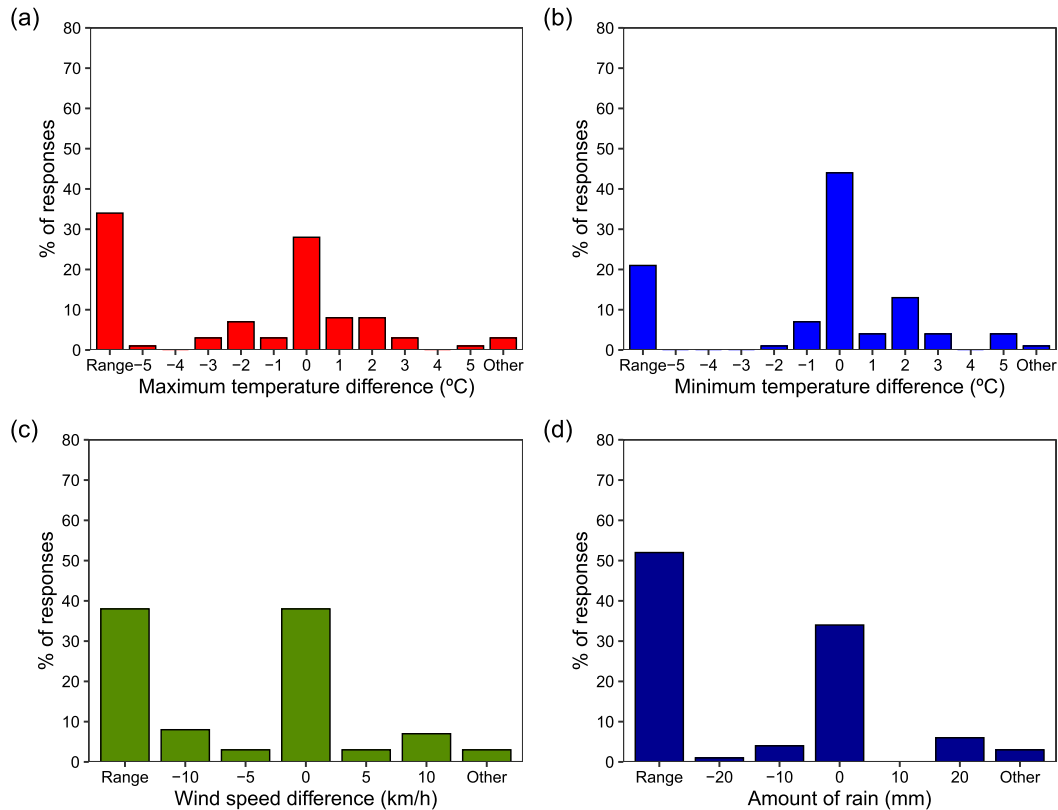 (a)
80
70
60
50
40
30
20
10
0
% of responses
Range −5 −4 −3 −2 −1 0 1 2 3 4 5 Other
Maximum temperature difference (ºC)
(b)
80
70
60
50
40
30
20
10
0
% of responses
Range −5 −4 −3 −2 −1 0 1 2 3 4 5 Other
Minimum temperature difference (ºC)
(c)
80
70
60
50
40
30
20
10
0
% of responses
Range −10 −5 0 5 10 Other
Wind speed difference (km/h)
(d)
80
70
60
50
40
30
20
10
0
% of responses
Range −20 −10 0 10 20 Other
Amount of rain (mm)